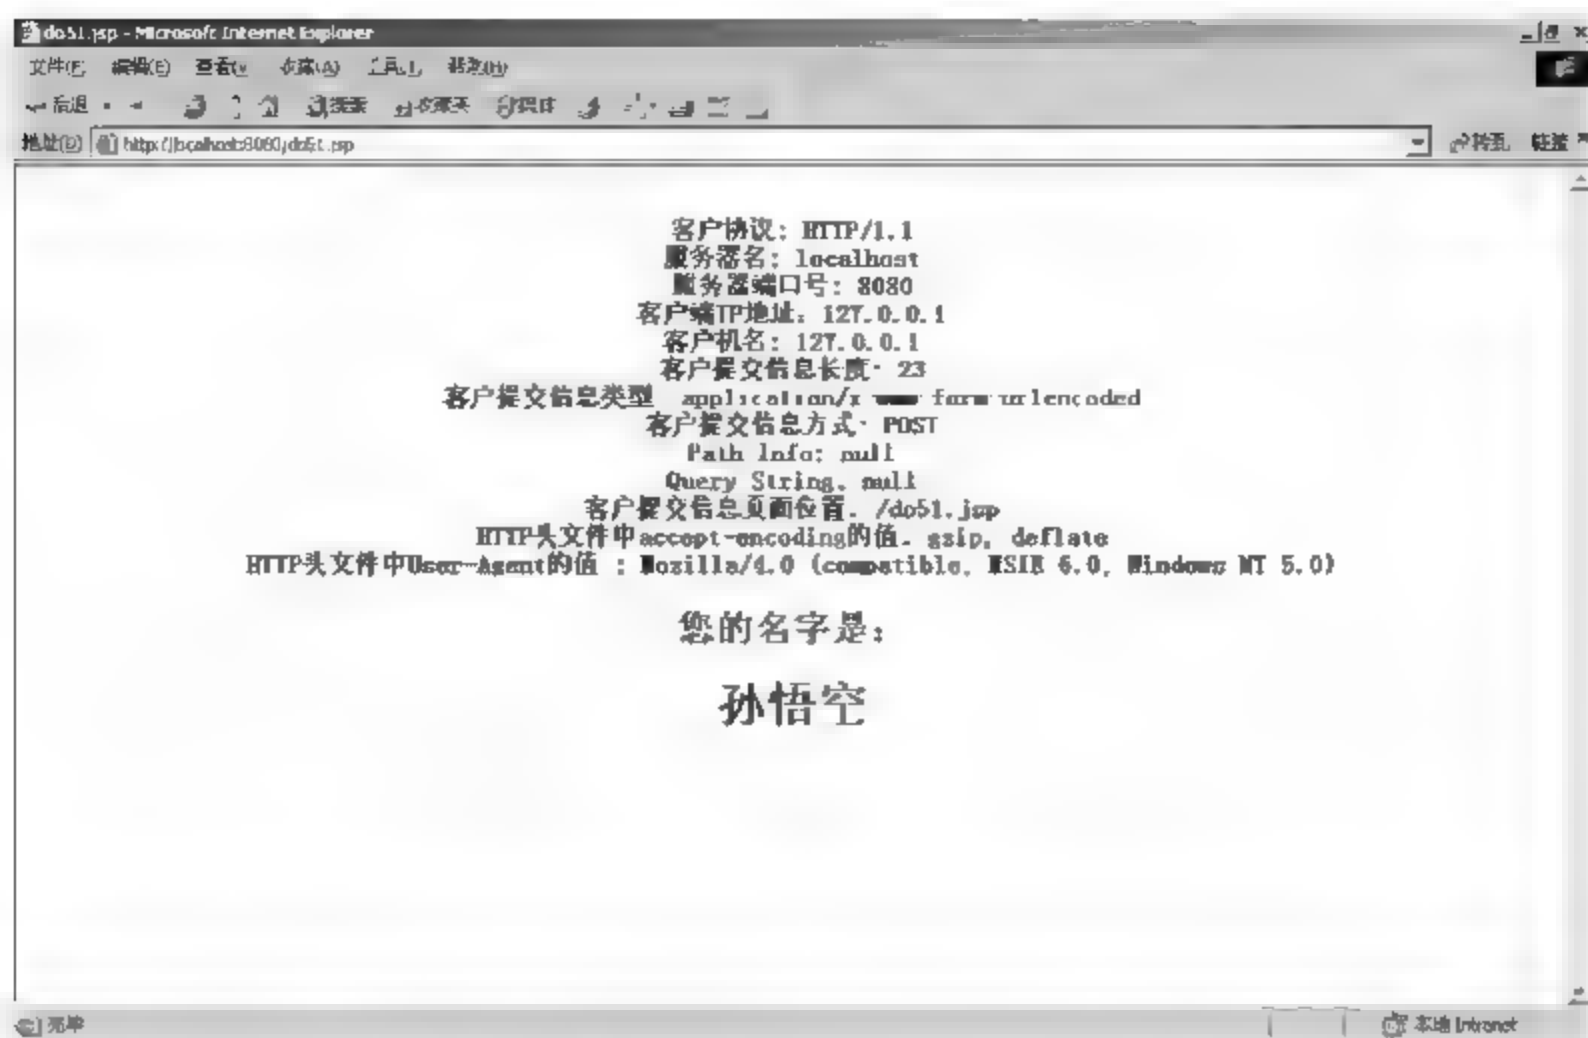 do51.jsp - Microsoft Internet Explorer
文件(F) 编辑(E) 查看(V) 收藏(A) 工具(T) 帮助(H)
后退 搜索 收藏夹 媒体
地址(D) http://localhost:8080/do51.jsp 转到 链接
客户协议: HTTP/1.1
服务器名: localhost
服务器端口号: 8080
客户端IP地址: 127.0.0.1
客户机名: 127.0.0.1
客户提交信息长度: 23
客户提交信息类型: application/x-www-form-urlencoded
客户提交信息方式: POST
Path Info: null
Query String: null
客户提交信息页面位置: /do51.jsp
HTTP头文件中accept-encoding的值: gzip, deflate
HTTP头文件中User-Agent的值 : Mozilla/4.0 (compatible; MSIE 6.0; Windows NT 5.0)
您的名字是:
孙悟空
完毕 本地 Intranet